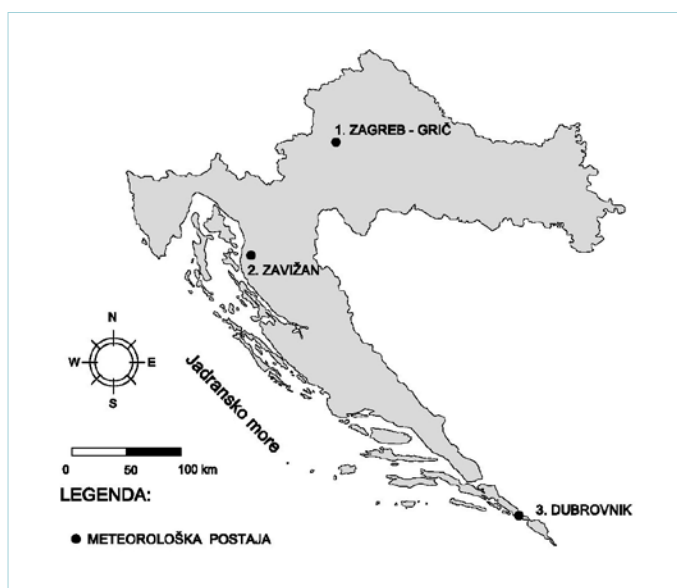 1. ZAGREB - GRIČ
2. ZAVIŽAN
N
W E
S
Jadransko more
0 50 100 km
LEGENDA:
3. DUBROVNIK
METEOROLOŠKA POSTAJA